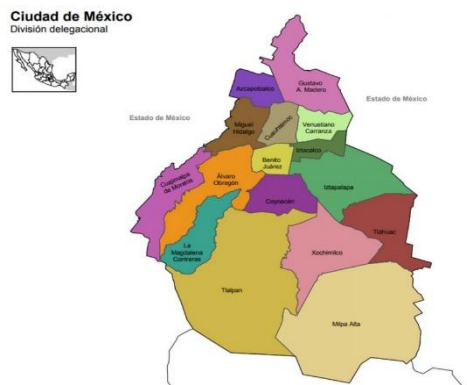 Ciudad de México
División delegacional
Estado de México
Estado de México
Gustavo
A. Madero
Azcapotzalco
Miguel
Hidalgo
Cuauhtémoc
Venustiano
Carranza
Iztacalco
Benito
Juárez
Cuajimalpa
de Morelos
Álvaro
Obregón
Iztapalapa
Coyoacán
La
Magdalena
Contreras
Tláhuac
Xochimilco
Tlalpan
Milpa Alta